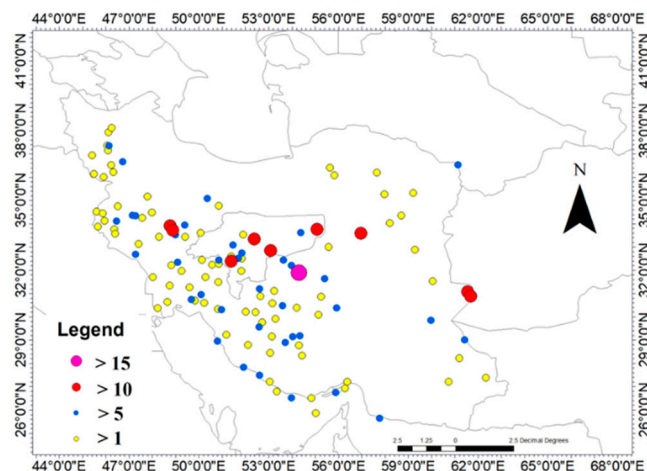 44°0'0"E 47°0'0"E 50°0'0"E 53°0'0"E 56°0'0"E 59°0'0"E 62°0'0"E 65°0'0"E 68°0'0"E
41°0'0"N 41°0'0"N
38°0'0"N 38°0'0"N
N
35°0'0"N 35°0'0"N
32°0'0"N 32°0'0"N
Legend
> 15
29°0'0"N 29°0'0"N
> 10
> 5
26°0'0"N 26°0'0"N
> 1
2.5 1.25 0 2.5 Decimal Degrees
44°0'0"E 47°0'0"E 50°0'0"E 53°0'0"E 56°0'0"E 59°0'0"E 62°0'0"E 65°0'0"E 68°0'0"E